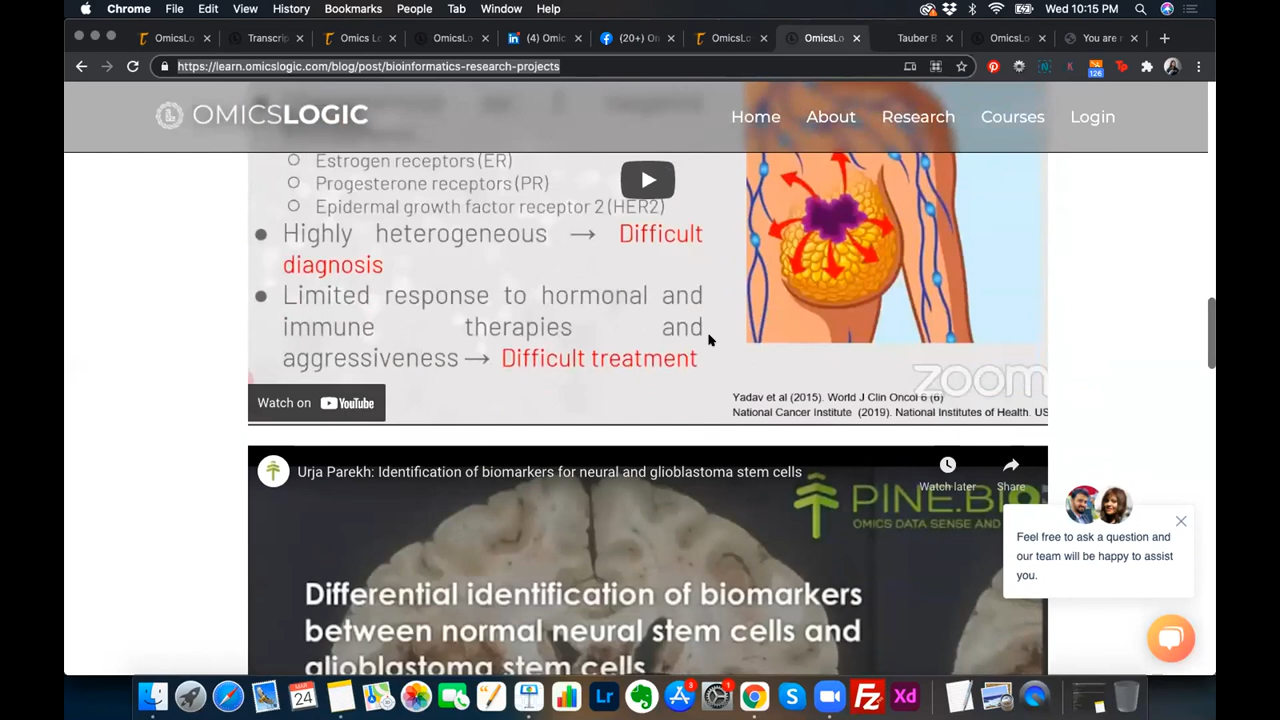 Chrome File Edit View History Bookmarks People Tab Window Help Wed 10:15 PM
OmicsLo Transcrip Omics Lo OmicsLo (4) Omic (20+) On OmicsLo OmicsLo Tauber B OmicsLo You are r
https://learn.omicslogic.com/blog/post/bioinformatics-research-projects
126
OMICSLOGIC
Home About Research Courses Login
Estrogen receptors (ER)
Progesterone receptors (PR)
Epidermal growth factor receptor 2 (HER2)
Highly heterogeneous → Difficult
diagnosis
Limited response to hormonal and
immune therapies and
aggressiveness → Difficult treatment
zoom
Watch on YouTube
Yadav et al (2015). World J Clin Oncol 6 (6)
National Cancer Institute (2019). National Institutes of Health. US
Urja Parekh: Identification of biomarkers for neural and glioblastoma stem cells
Watch later Share
PINE.BIO
OMICS DATA SENSE AND
Differential identification of biomarkers
between normal neural stem cells and
glioblastoma stem cells
Feel free to ask a question and
our team will be happy to assist
you.
MAR
24
3
1
Lr
S
Fz
Xd